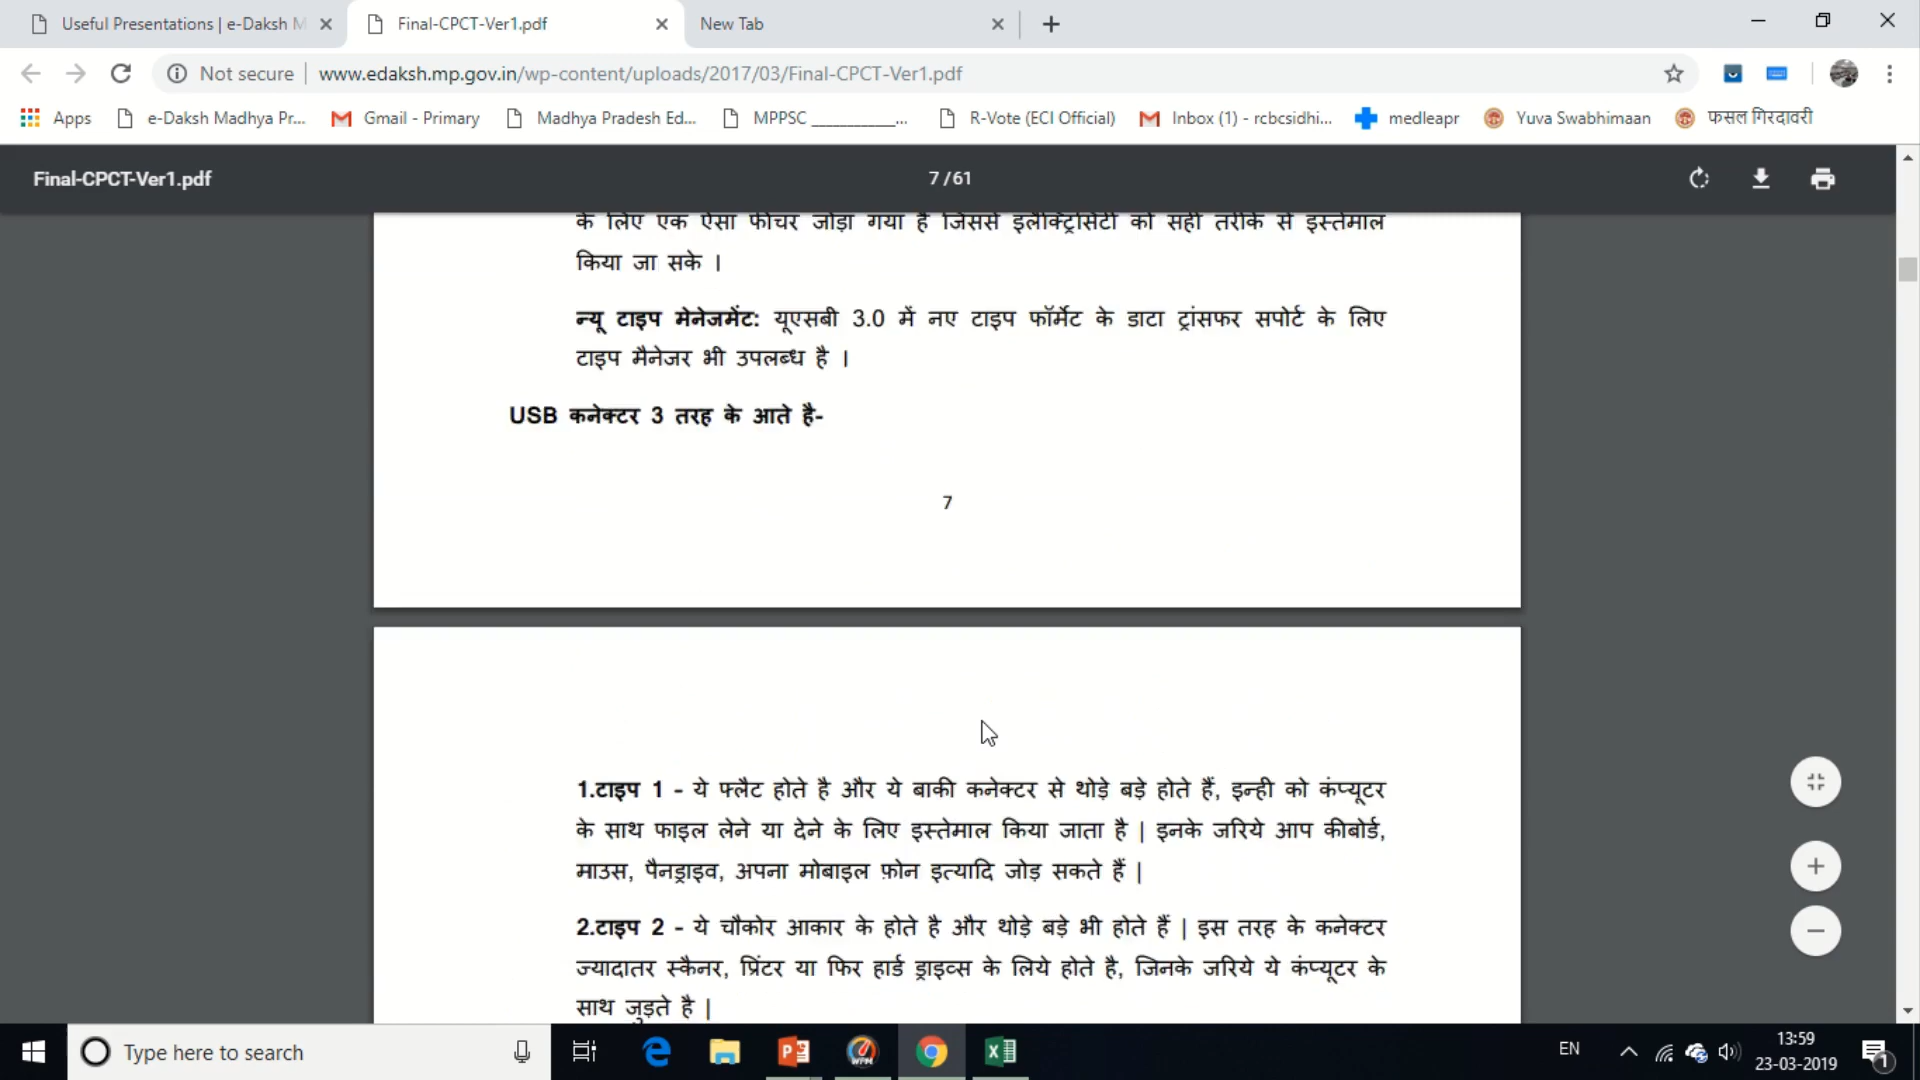 Useful Presentations | e-Daksh M
Final-CPCT-Ver1.pdf
New Tab
Not secure
www.edaksh.mp.gov.in/wp-content/uploads/2017/03/Final-CPCT-Ver1.pdf
Apps
e-Daksh Madhya Pr...
Gmail - Primary
Madhya Pradesh Ed...
MPPSC ___________...
R-Vote (ECI Official)
Inbox (1) - rcbcsidhi...
medleapr
Yuva Swabhimaan
फसल गिरदावरी
Final-CPCT-Ver1.pdf
7 / 61
के लिए एक ऐसा फीचर जोड़ा गया है जिससे इलेक्ट्रिसिटी को सही तरीके से इस्तेमाल
किया जा सके ।
न्यू टाइप मेनेजमेंट: यूएसबी 3.0 में नए टाइप फॉर्मेट के डाटा ट्रांसफर सपोर्ट के लिए
टाइप मैनेजर भी उपलब्ध है ।
USB कनेक्टर 3 तरह के आते है-
7
1.टाइप 1 - ये फ्लैट होते है और ये बाकी कनेक्टर से थोड़े बड़े होते हैं, इन्ही को कंप्यूटर
के साथ फाइल लेने या देने के लिए इस्तेमाल किया जाता है | इनके जरिये आप कीबोर्ड,
माउस, पैनड्राइव, अपना मोबाइल फ़ोन इत्यादि जोड़ सकते हैं |
2.टाइप 2 - ये चौकोर आकार के होते है और थोड़े बड़े भी होते हैं | इस तरह के कनेक्टर
ज्यादातर स्कैनर, प्रिंटर या फिर हार्ड ड्राइव्स के लिये होते है, जिनके जरिये ये कंप्यूटर के
साथ जुड़ते है |
Type here to search
WPM
EN
13:59
23-03-2019
1